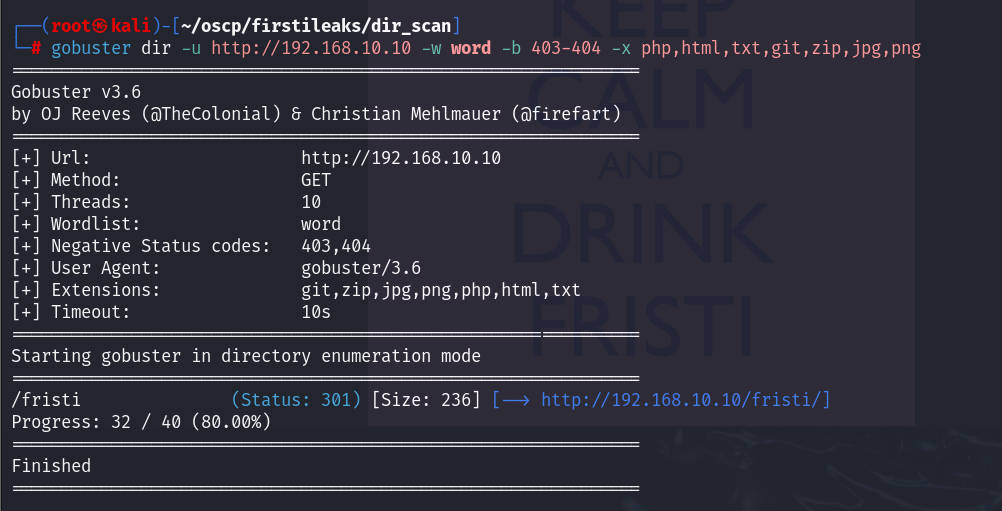 ┌──(root㉿kali)-[~/oscp/firstileaks/dir_scan]
└─# gobuster dir -u http://192.168.10.10 -w word -b 403-404 -x php,html,txt,git,zip,jpg,png
===============================================================
Gobuster v3.6
by OJ Reeves (@TheColonial) & Christian Mehlmauer (@firefart)
===============================================================
[+] Url:                     http://192.168.10.10
[+] Method:                  GET
[+] Threads:                 10
[+] Wordlist:                word
[+] Negative Status codes:   403,404
[+] User Agent:              gobuster/3.6
[+] Extensions:              git,zip,jpg,png,php,html,txt
[+] Timeout:                 10s
===============================================================
Starting gobuster in directory enumeration mode
===============================================================
/fristi               (Status: 301) [Size: 236] [--> http://192.168.10.10/fristi/]
Progress: 32 / 40 (80.00%)
===============================================================
Finished
===============================================================
KEEP
CALM
AND
DRINK
FRISTI